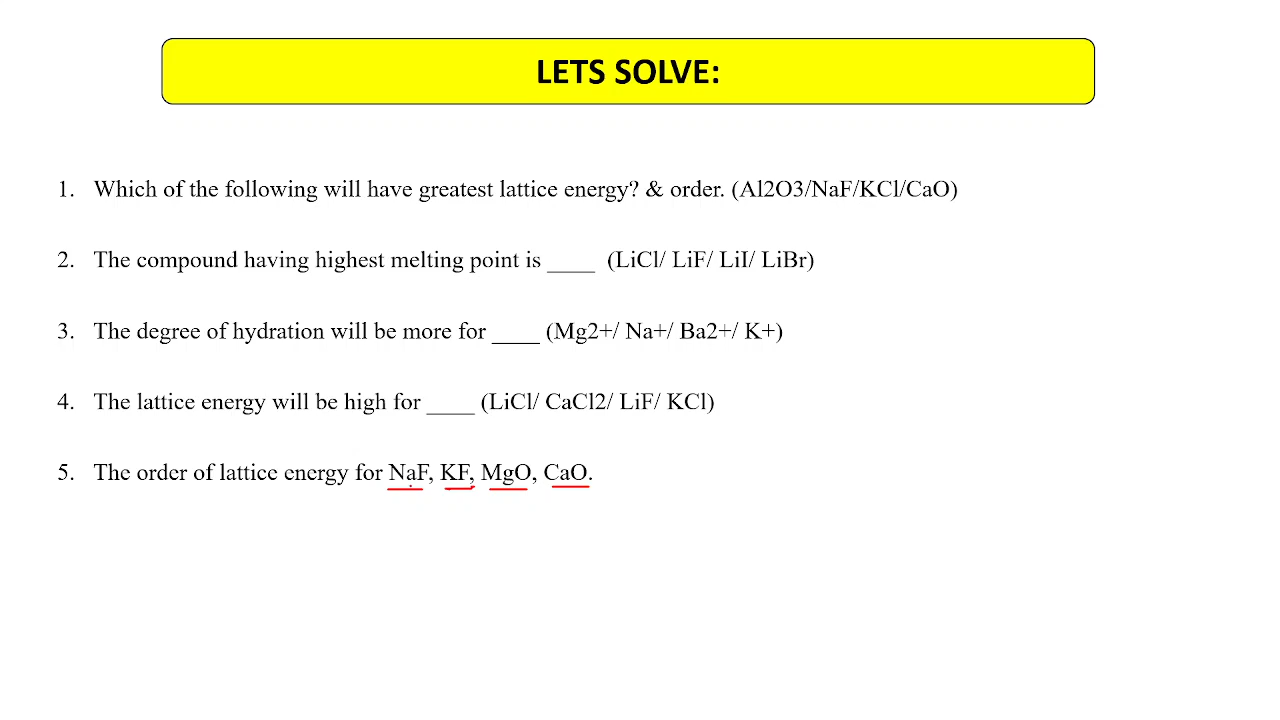 LETS SOLVE:
1. Which of the following will have greatest lattice energy? & order. (Al2O3/NaF/KCl/CaO)
2. The compound having highest melting point is ____ (LiCl/ LiF/ LiI/ LiBr)
3. The degree of hydration will be more for ____ (Mg2+/ Na+/ Ba2+/ K+)
4. The lattice energy will be high for ____ (LiCl/ CaCl2/ LiF/ KCl)
5. The order of lattice energy for NaF, KF, MgO, CaO.